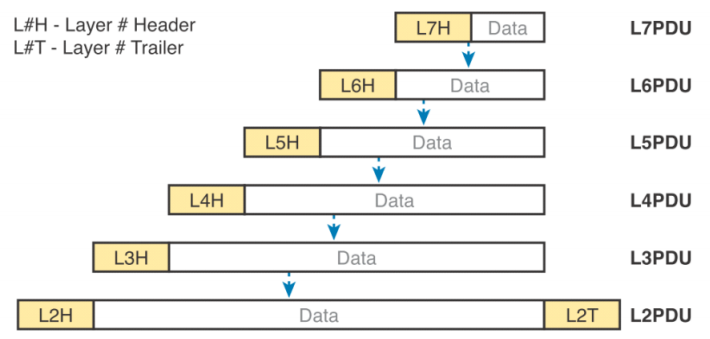 L#H - Layer # Header
L#T - Layer # Trailer
L7H Data L7PDU
L6H Data L6PDU
L5H Data L5PDU
L4H Data L4PDU
L3H Data L3PDU
L2H Data L2T L2PDU